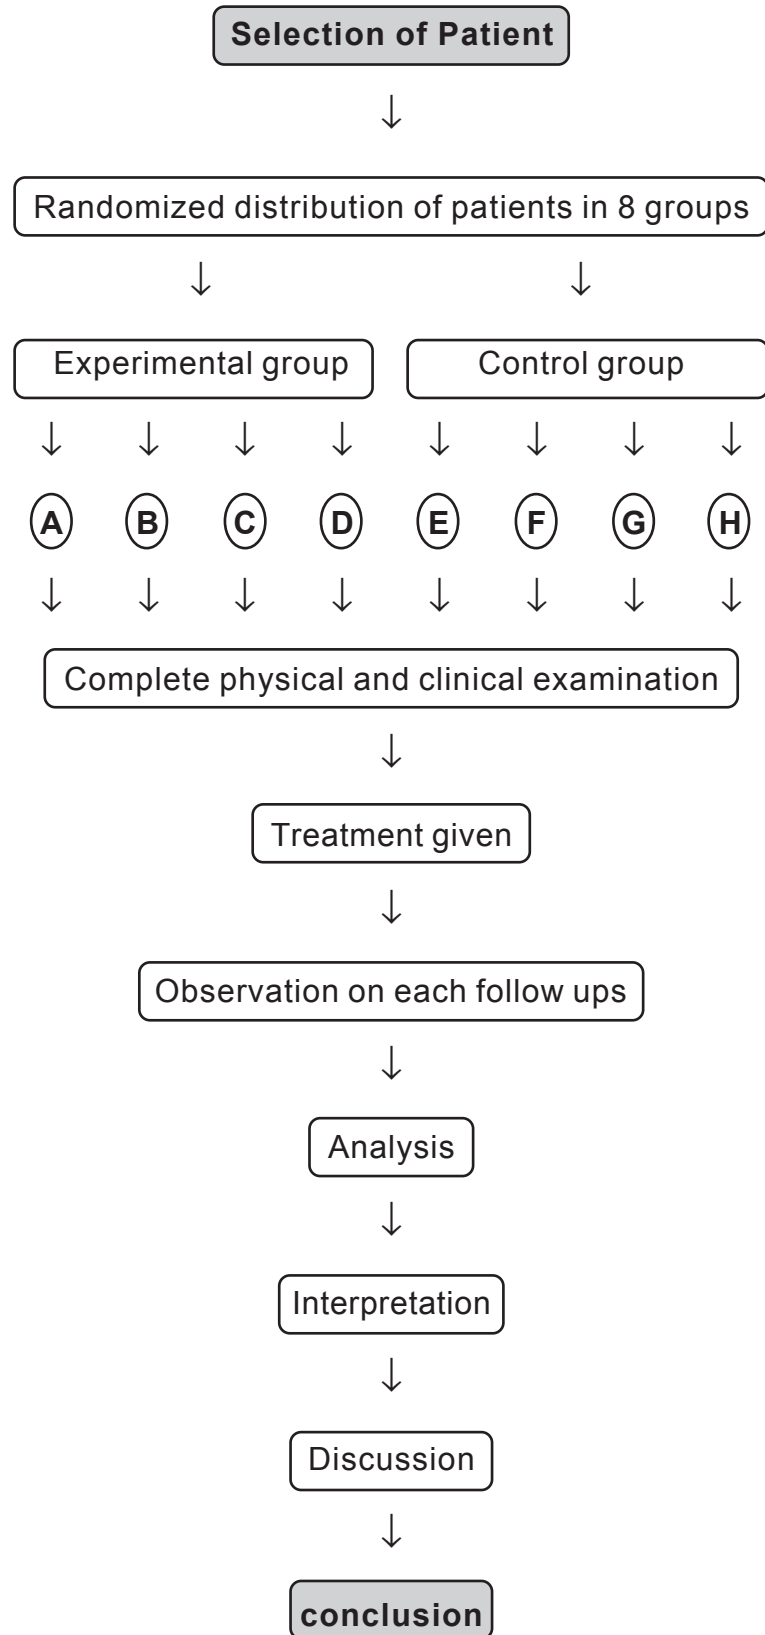 Selection of Patient
Randomized distribution of patients in 8 groups
Experimental group
Control group
A B C D E F G H
Complete physical and clinical examination
Treatment given
Observation on each follow ups
Analysis
Interpretation
Discussion
conclusion